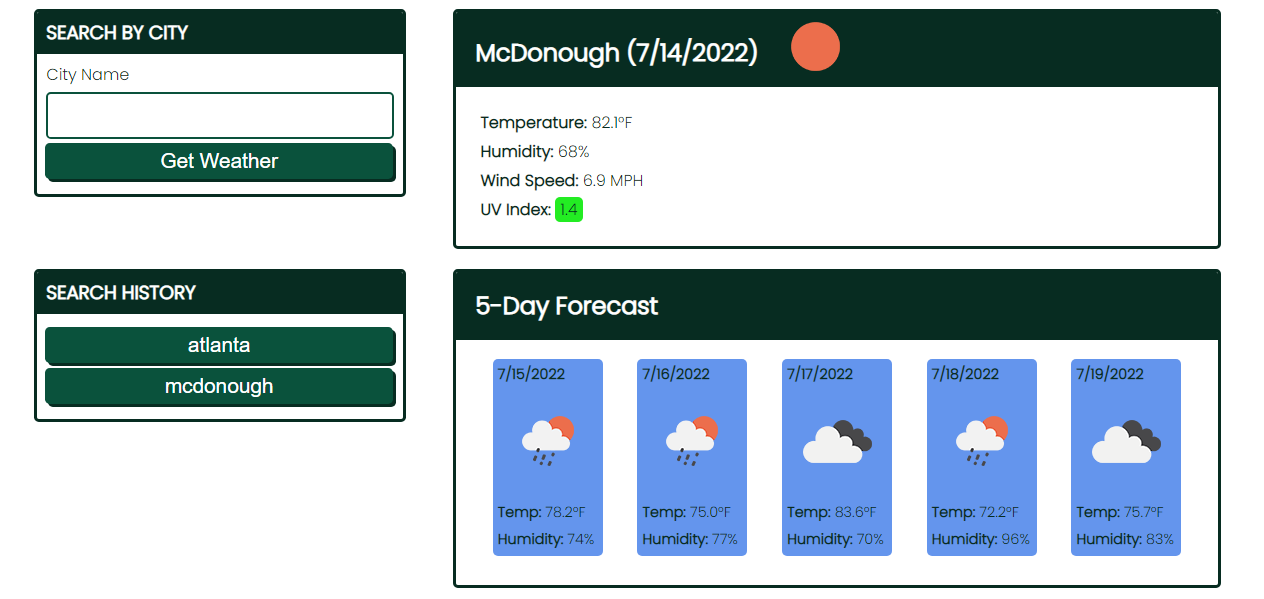 SEARCH BY CITY
City Name
Get Weather
SEARCH HISTORY
atlanta
mcdonough
McDonough (7/14/2022)
Temperature: 82.1°F
Humidity: 68%
Wind Speed: 6.9 MPH
UV Index: 1.4
5-Day Forecast
7/15/2022
Temp: 78.2°F
Humidity: 74%
7/16/2022
Temp: 75.0°F
Humidity: 77%
7/17/2022
Temp: 83.6°F
Humidity: 70%
7/18/2022
Temp: 72.2°F
Humidity: 96%
7/19/2022
Temp: 75.7°F
Humidity: 83%